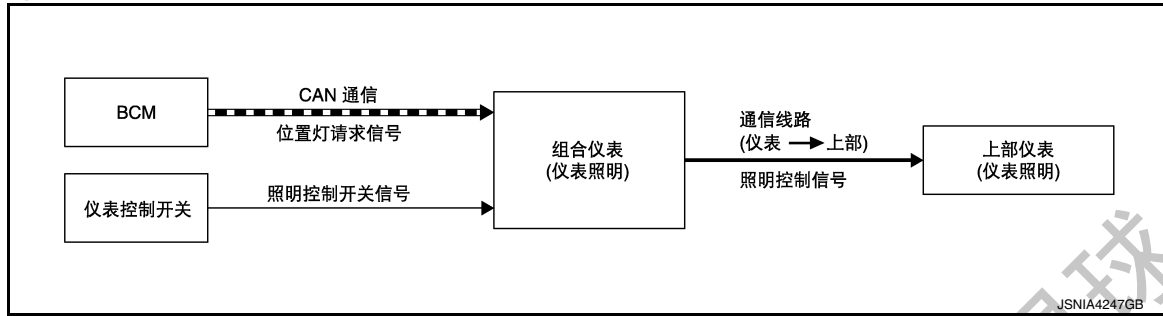 BCM
CAN 通信
位置灯请求信号
仪表控制开关
照明控制开关信号
组合仪表
(仪表照明)
通信线路
(仪表 → 上部)
照明控制信号
上部仪表
(仪表照明)
球
JSNIA4247GB